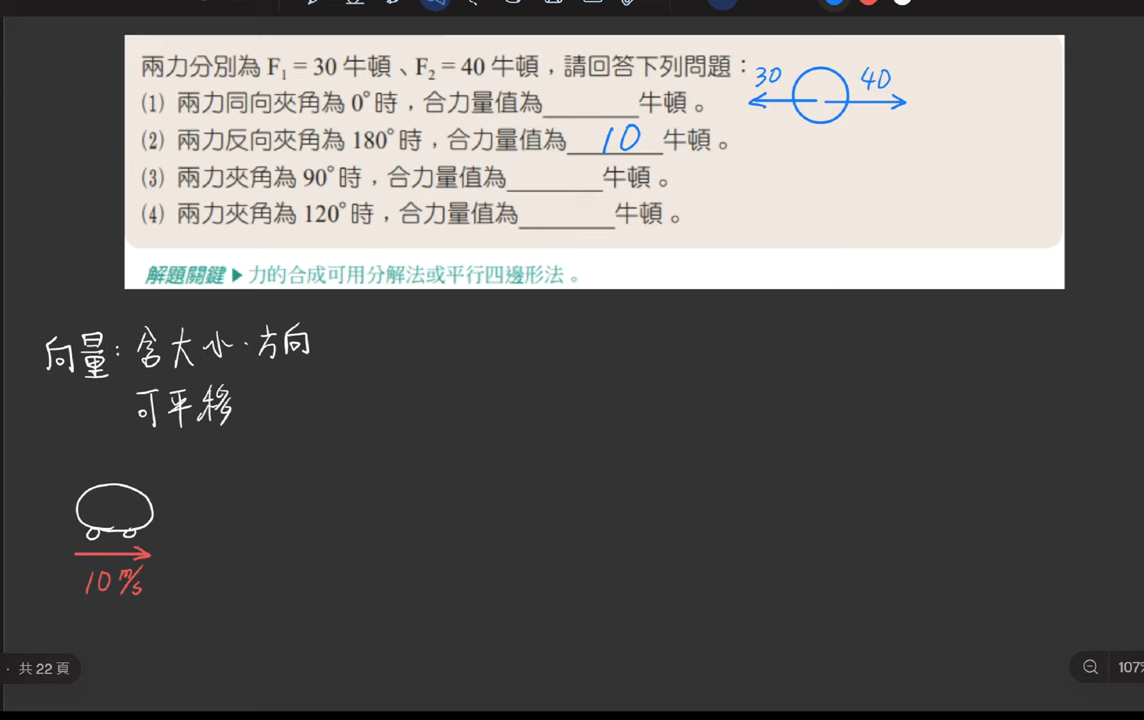 兩力分別為 F₁ = 30 牛頓、F₂ = 40 牛頓，請回答下列問題：
30 40
(1) 兩力同向夾角為 0° 時，合力量值為________牛頓。
(2) 兩力反向夾角為 180° 時，合力量值為 10 牛頓。
(3) 兩力夾角為 90° 時，合力量值為________牛頓。
(4) 兩力夾角為 120° 時，合力量值為________牛頓。
解題關鍵▶力的合成可用分解法或平行四邊形法。
向量：含大小．方向
可平移
10 m/s
· 共 22 頁
107%